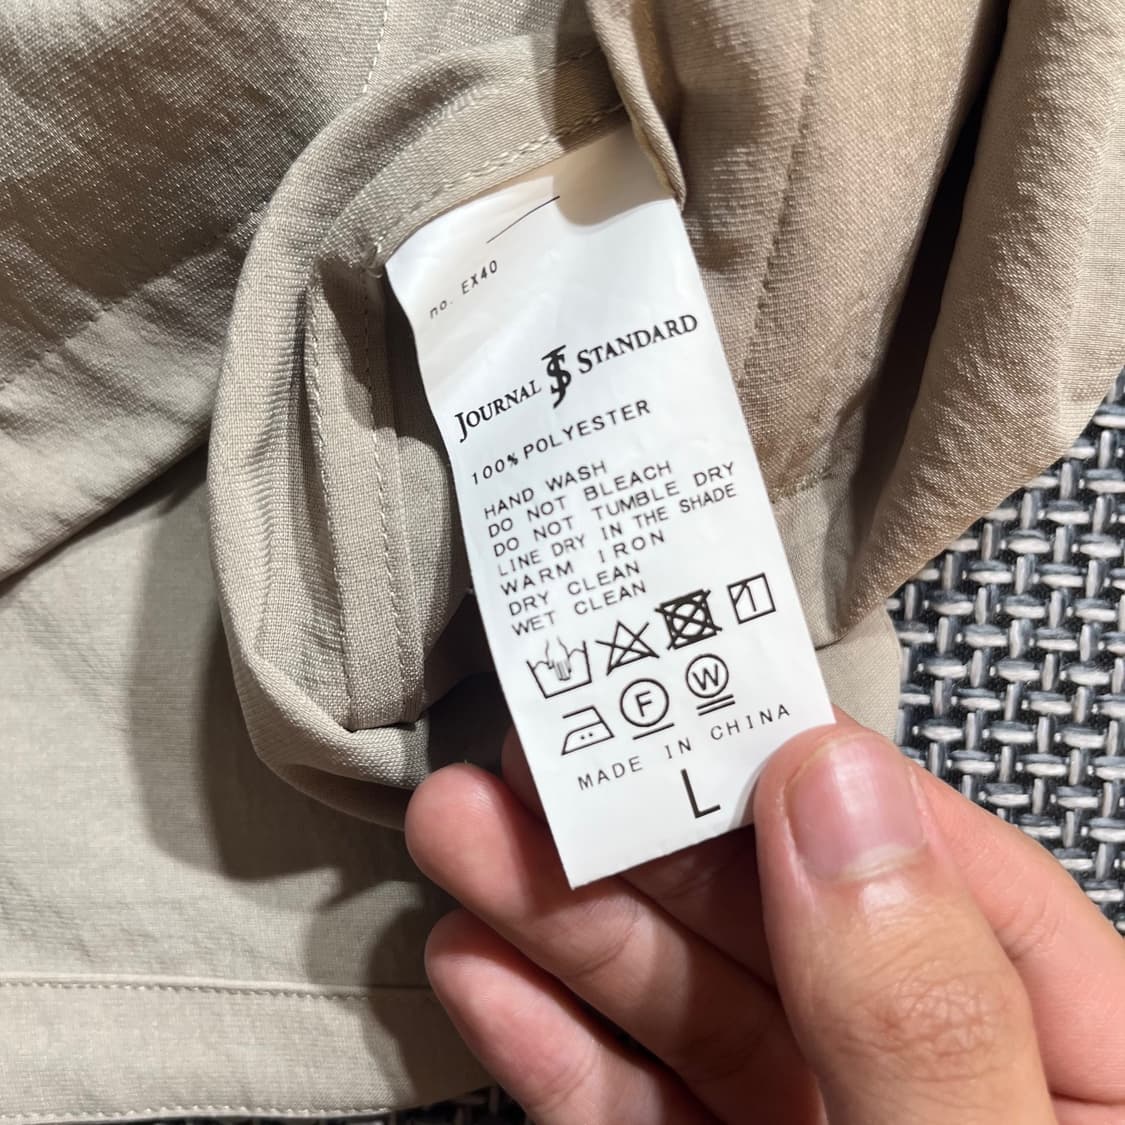 no. EX40
JOURNAL JS STANDARD
100% POLYESTER
HAND WASH
DO NOT BLEACH
DO NOT TUMBLE DRY
LINE DRY IN THE SHADE
WARM IRON
DRY CLEAN
WET CLEAN
F W
MADE IN CHINA
L